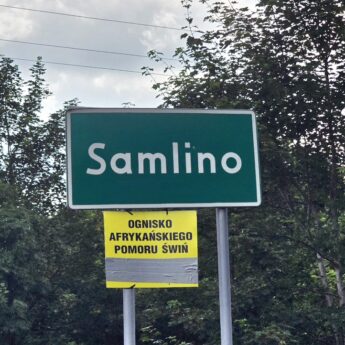 Samlino
OGNISKO
AFRYKAŃSKIEGO
POMORU ŚWIŃ